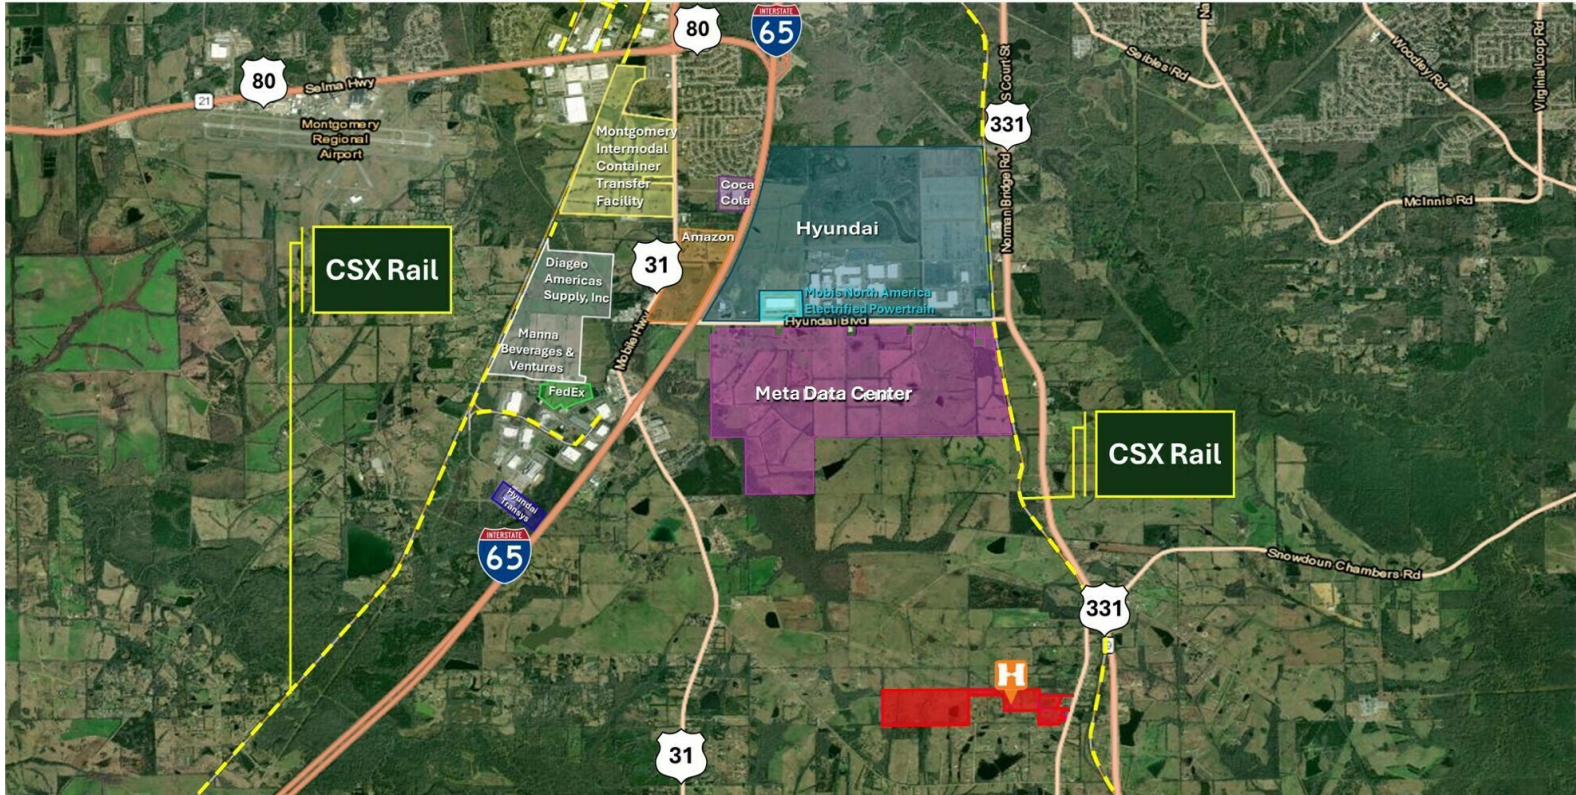 80
INTERSTATE
65
80
Selma Hwy
21
Montgomery
Regional
Airport
S Court St
Seibles Rd
Woodley Rd
Virginia Loop Rd
331
Montgomery
Intermodal
Container
Transfer
Facility
Coca
Cola
McInnis Rd
Norman Bridge Rd
Hyundai
Amazon
CSX Rail
31
Diageo
Americas
Supply, Inc
Mobis North America
Electrified Powertrain
Hyundai Blvd
Mobile Hwy
Manna
Beverages &
Ventures
FedEx
Meta Data Center
CSX Rail
Hyundai
Transys
INTERSTATE
65
Snowdoun Chambers Rd
331
9
H
31